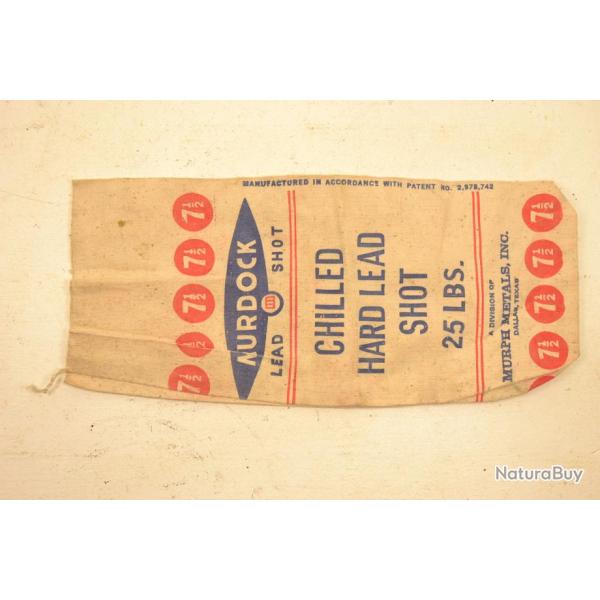 7½ 7½ 7½ 7½ 7½
NURDOCK
LEAD m SHOT
CHILLED
HARD LEAD
SHOT
25 LBS.
A DIVISION OF
MURPH METALS, INC.
DALLAS, TEXAS
7½ 7½ 7½ 7½
MANUFACTURED IN ACCORDANCE WITH PATENT NO. 2,978,742
NaturaBuy